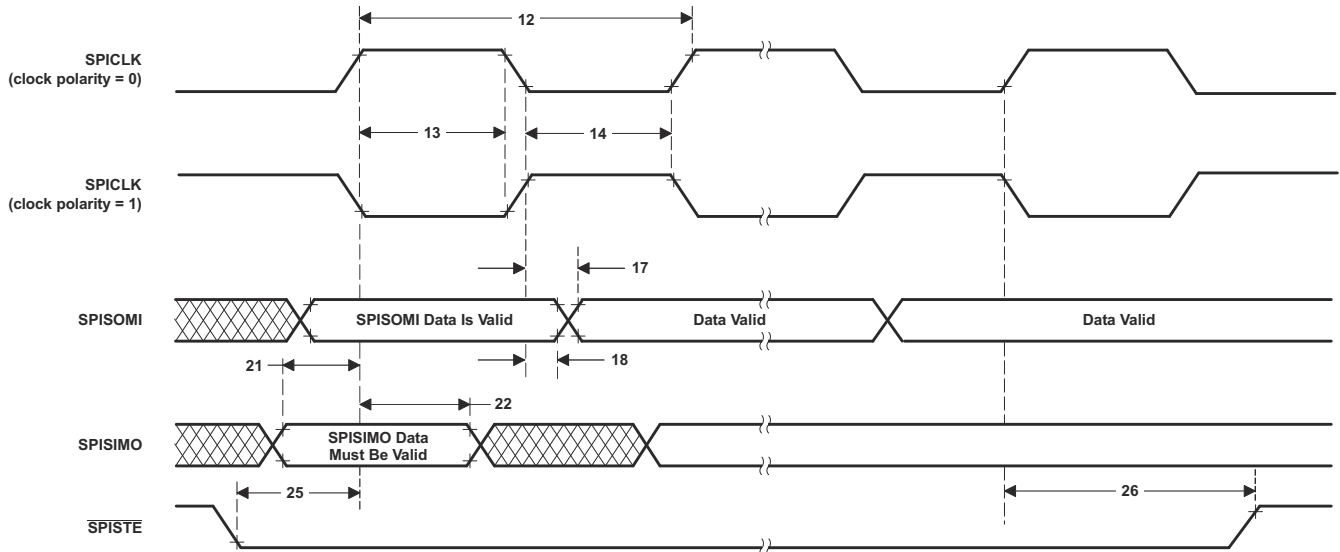 12
SPICLK
(clock polarity = 0)
13
14
SPICLK
(clock polarity = 1)
17
SPISOMI
SPISOMI Data Is Valid
Data Valid
Data Valid
21
18
22
SPISIMO
SPISIMO Data
Must Be Valid
25
26
SPISTE